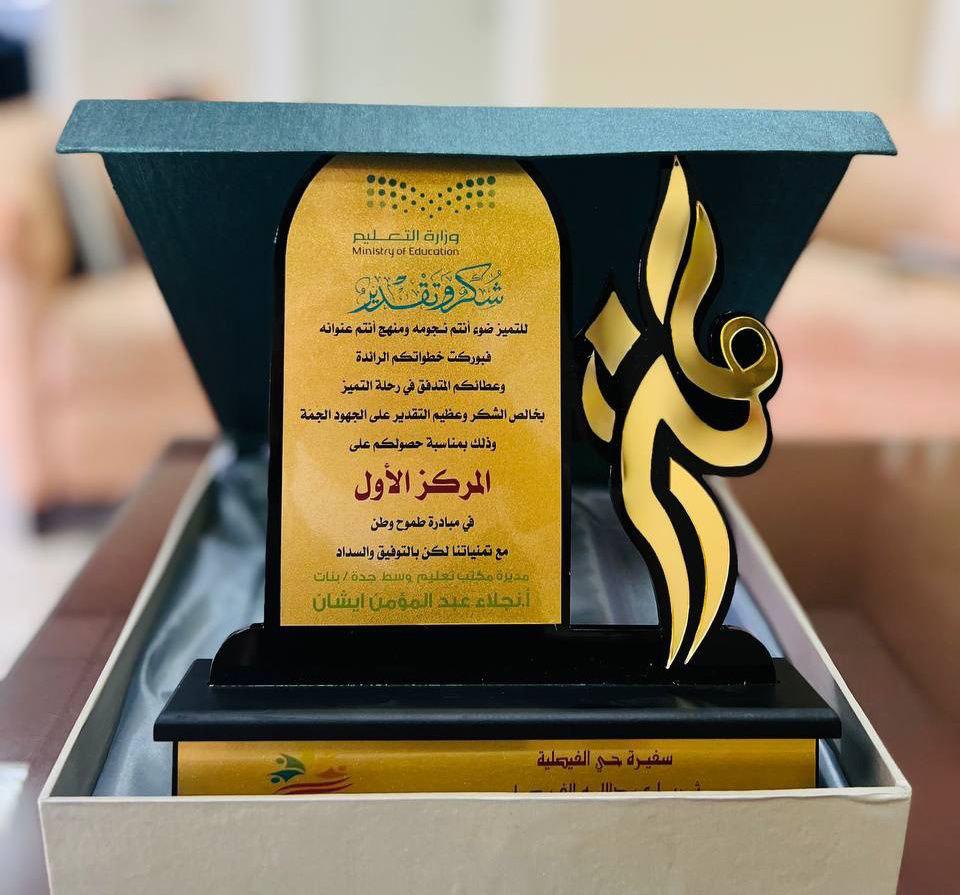 وزارة التعليم
Ministry of Education
شكر وتقدير
للتميز ضوء أنتم نجومه ومنهج أنتم عنوانه
فبوركت خطواتكم الرائدة
وعطائكم المتدفق في رحلة التميز
بخالص الشكر وعظيم التقدير على الجهود الجمة
وذلك بمناسبة حصولكم على
المركز الأول
في مبادرة طموح وطن
مع تمنياتنا لكن بالتوفيق والسداد
مديرة مكتب تعليم وسط جدة / بنات
أ.نجلاء عبد المؤمن ايشان
سفيرة حي الفيصلية